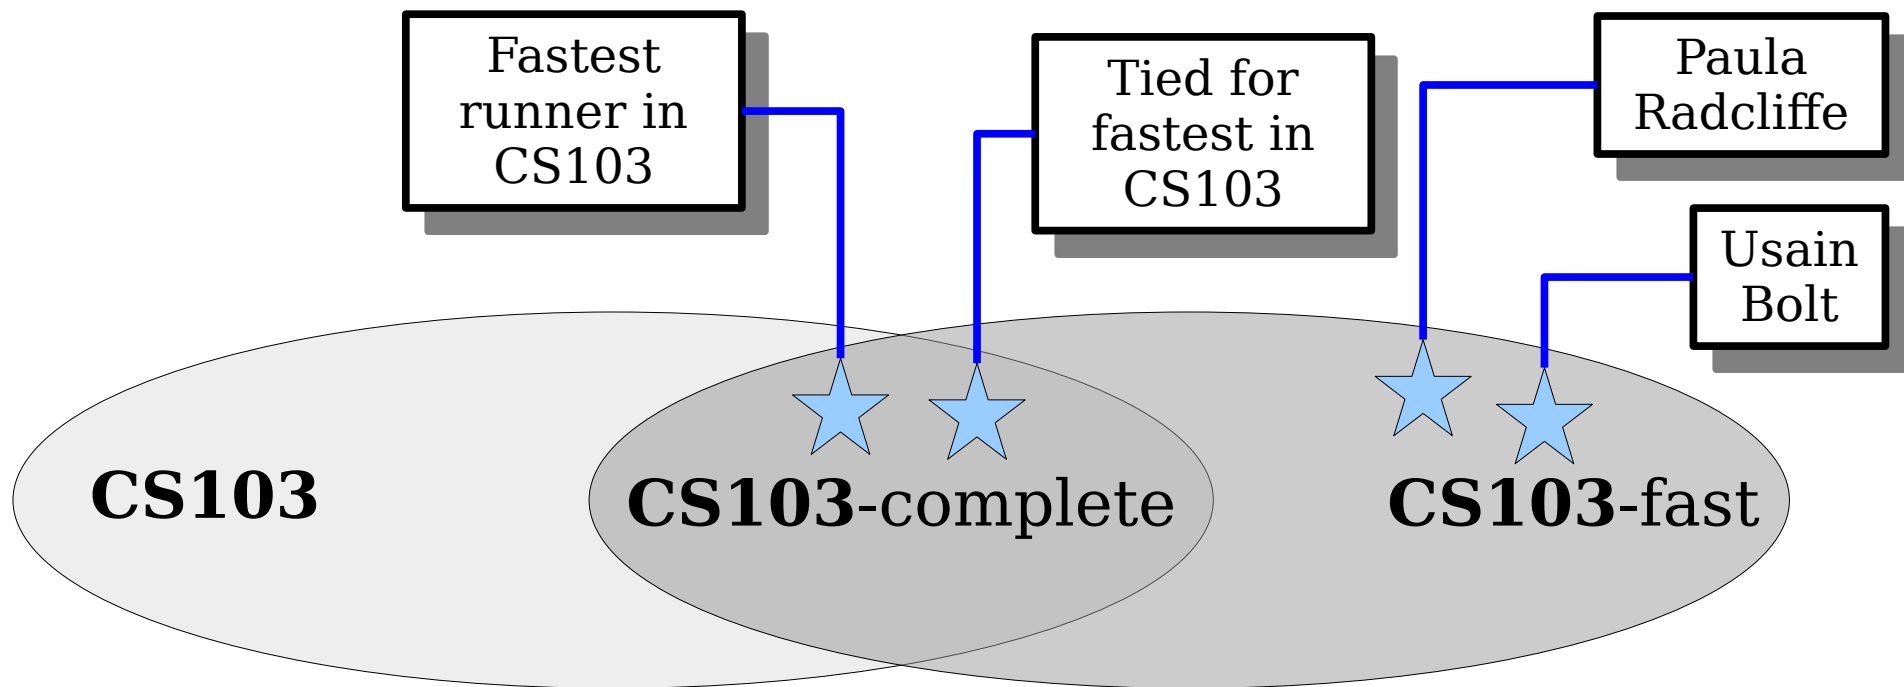 Fastest
runner in
CS103
Tied for
fastest in
CS103
Paula
Radcliffe
Usain
Bolt
CS103
CS103-complete
CS103-fast